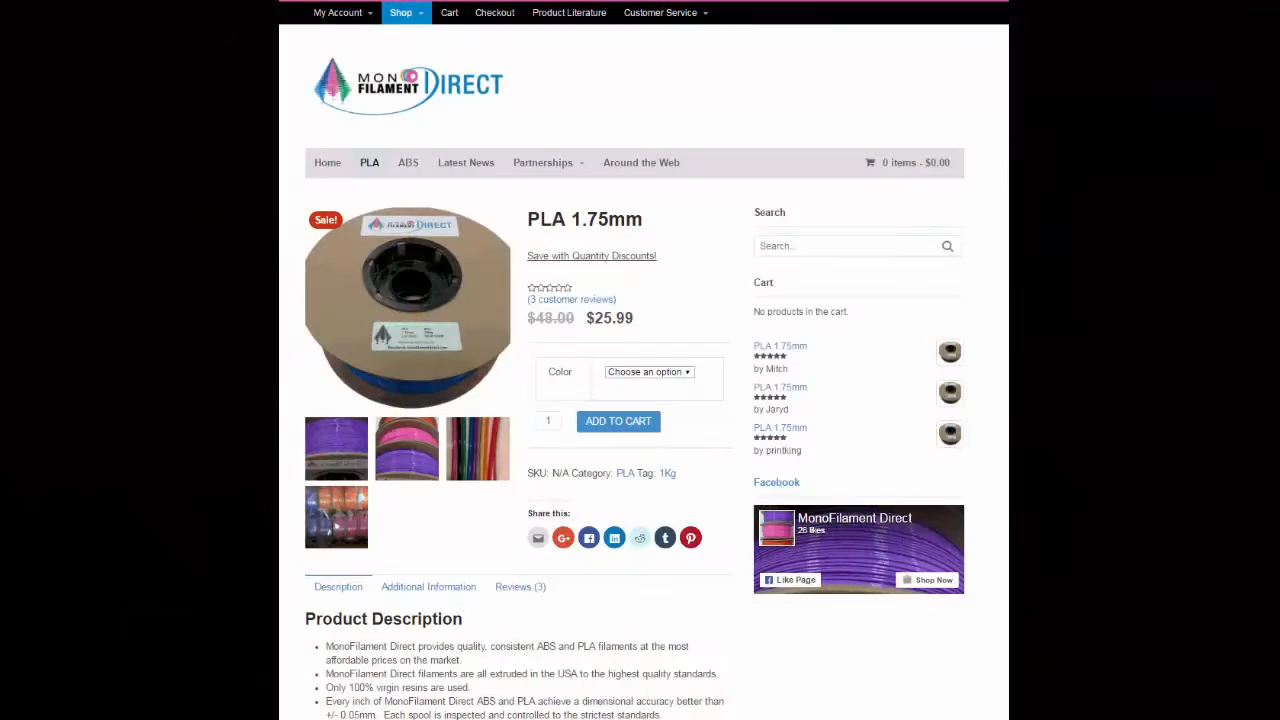 My Account
Shop
Cart
Checkout
Product Literature
Customer Service
MONO
FILAMENT DIRECT
Home
PLA
ABS
Latest News
Partnerships
Around the Web
0 items - $0.00
Sale!
DIRECT
PLA 1.75mm
Save with Quantity Discounts!
(3 customer reviews)
$48.00 $25.99
Color
Choose an option
1
ADD TO CART
SKU: N/A Category: PLA Tag: 1Kg
Share this:
Description
Additional Information
Reviews (3)
Product Description
MonoFilament Direct provides quality, consistent ABS and PLA filaments at the most
affordable prices on the market.
MonoFilament Direct filaments are all extruded in the USA to the highest quality standards.
Only 100% virgin resins are used.
Every inch of MonoFilament Direct ABS and PLA achieve a dimensional accuracy better than
+/- 0.05mm. Each spool is inspected and controlled to the strictest standards.
Search
Search...
Cart
No products in the cart.
PLA 1.75mm
by Mitch
PLA 1.75mm
by Jaryd
PLA 1.75mm
by printking
Facebook
MonoFilament Direct
26 likes
Like Page
Shop Now